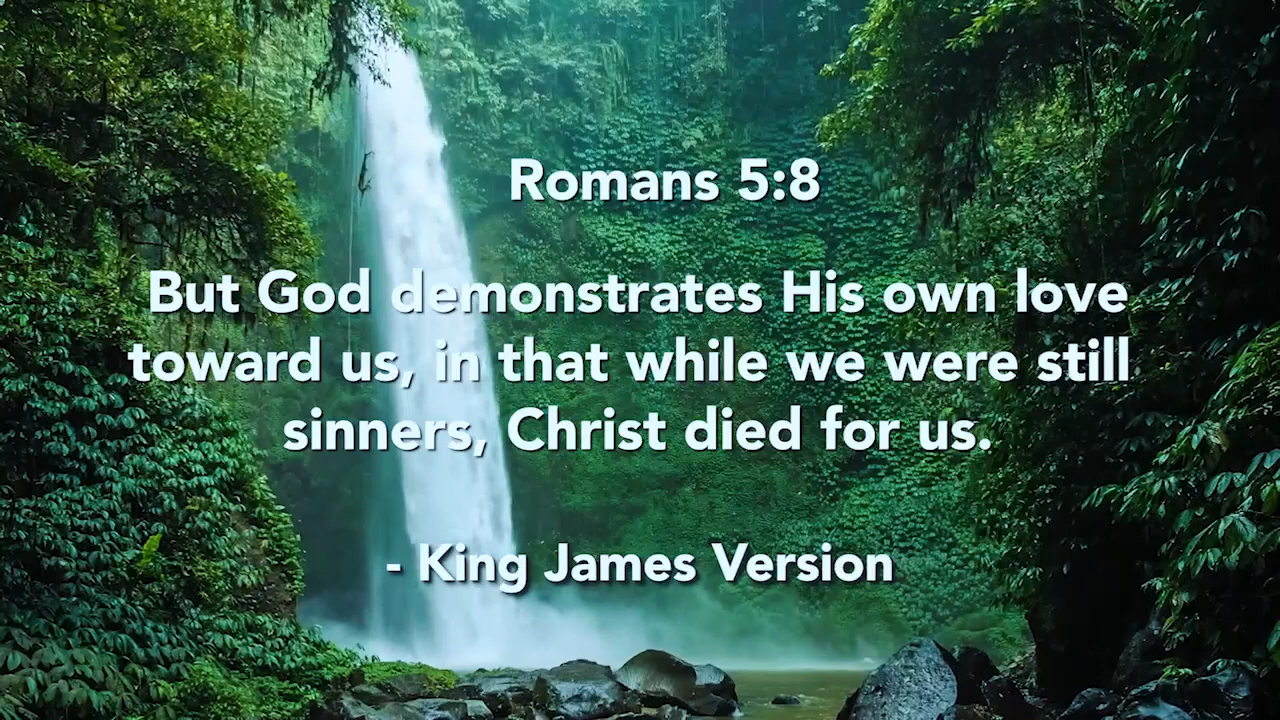 Romans 5:8
But God demonstrates His own love
toward us, in that while we were still
sinners, Christ died for us.
- King James Version